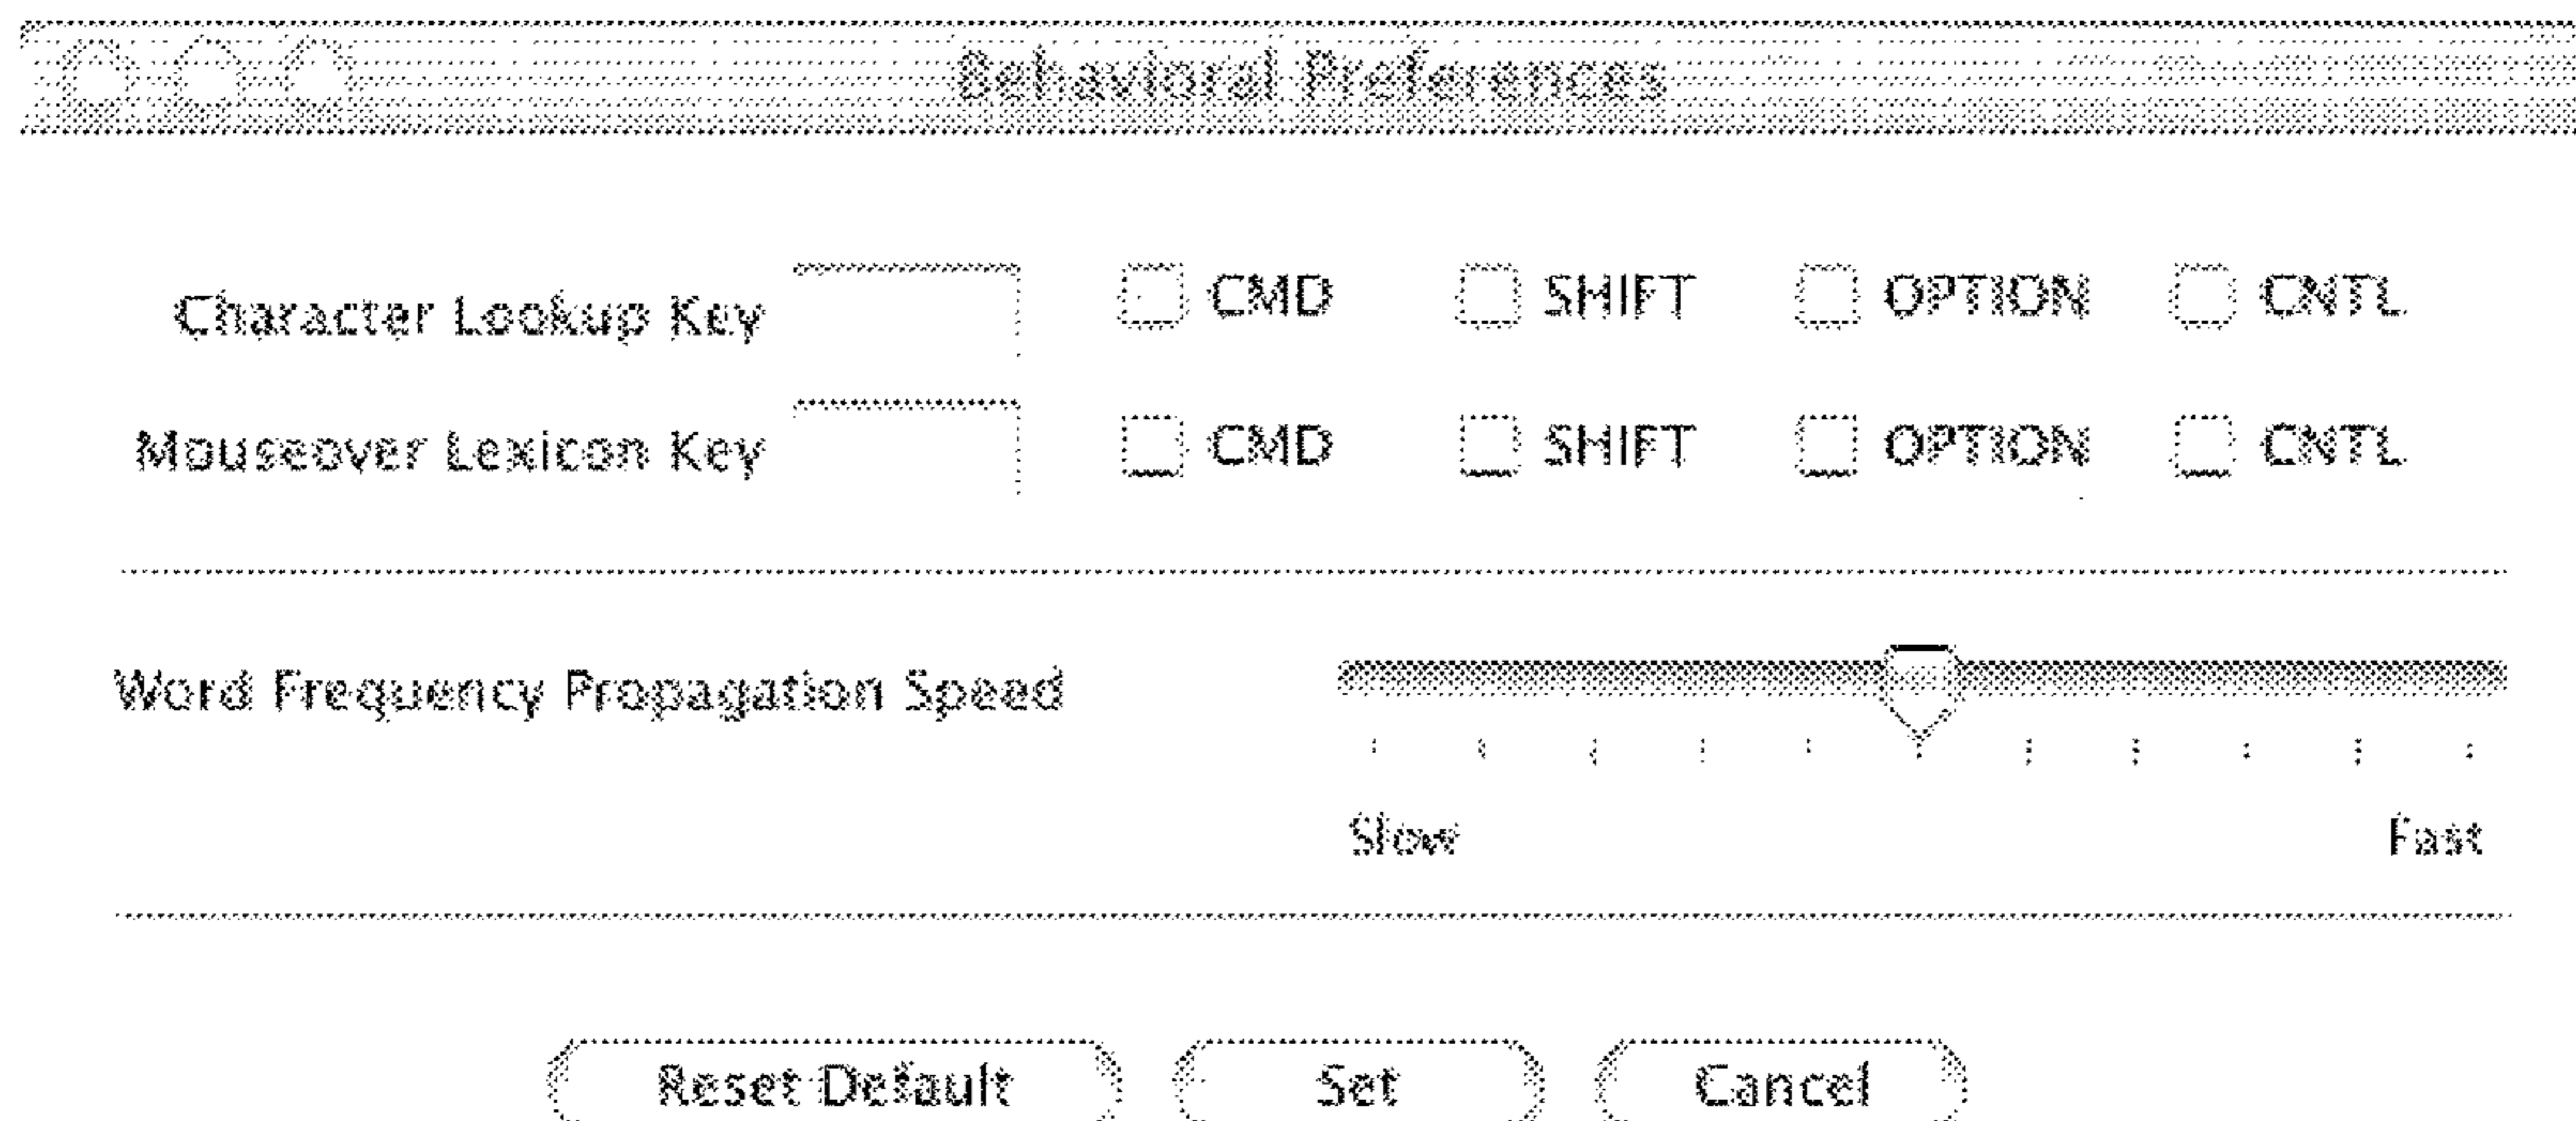 Behavioral Preferences
Character Lookup Key CMD SHIFT OPTION CNTL
Mouseover Lexicon Key CMD SHIFT OPTION CNTL
Word Frequency Propagation Speed
Slow Fast
Reset Default Set Cancel